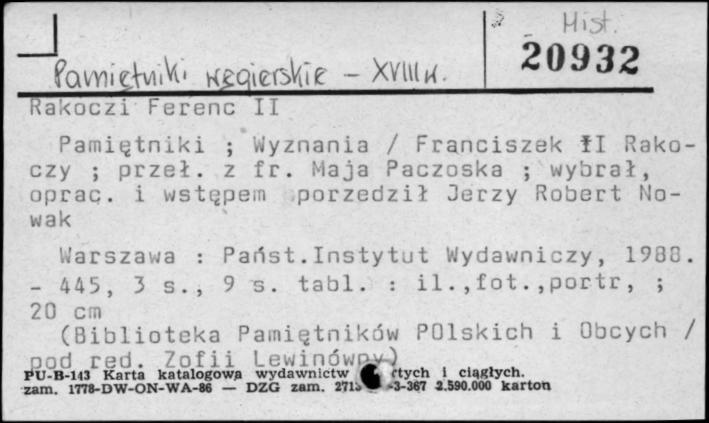 Hist.
20932
Pamiętniki węgierskie - XVIII w.
Rakoczi Ferenc II
Pamiętniki ; Wyznania / Franciszek II Rako-
czy ; przeł. z fr. Maja Paczoska ; wybrał,
oprac. i wstępem porzedził Jerzy Robert No-
wak
Warszawa : Państ.Instytut Wydawniczy, 1988.
- 445, 3 s., 9 s. tabl. : il.,fot.,portr, ;
20 cm
(Biblioteka Pamiętników POlskich i Obcych /
pod red. Zofii Lewinówny)
PU-B-143 Karta katalogowa wydawnictw rtych i ciągłych.
zam. 1778-DW-ON-WA-86 — DZG zam. 271 -3-367 2.590.000 karton